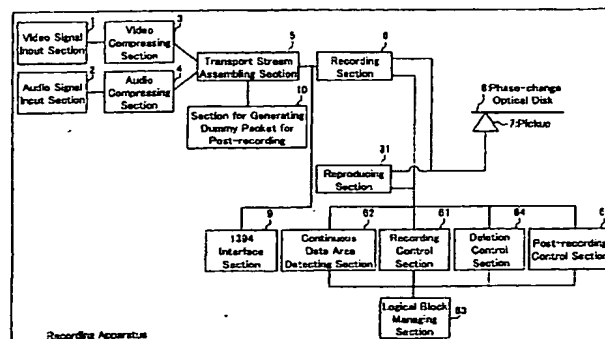 1
Video Signal
Input Section
3
Video
Compressing
Section
2
Audio Signal
Input Section
4
Audio
Compressing
Section
5
Transport Stream
Assembling Section
6
Recording
Section
10
Section for Generating
Dummy Packet for
Post-recording
:Phase-change
Optical Disk
7:Pickup
31
Reproducing
Section
9
1394
Interface
Section
62
Continuous
Data Area
Detecting Section
61
Recording
Control
Section
64
Deletion
Control
Section
Post-recording
Control Section
Logical Block
Managing
Section
63
Recording Apparatus